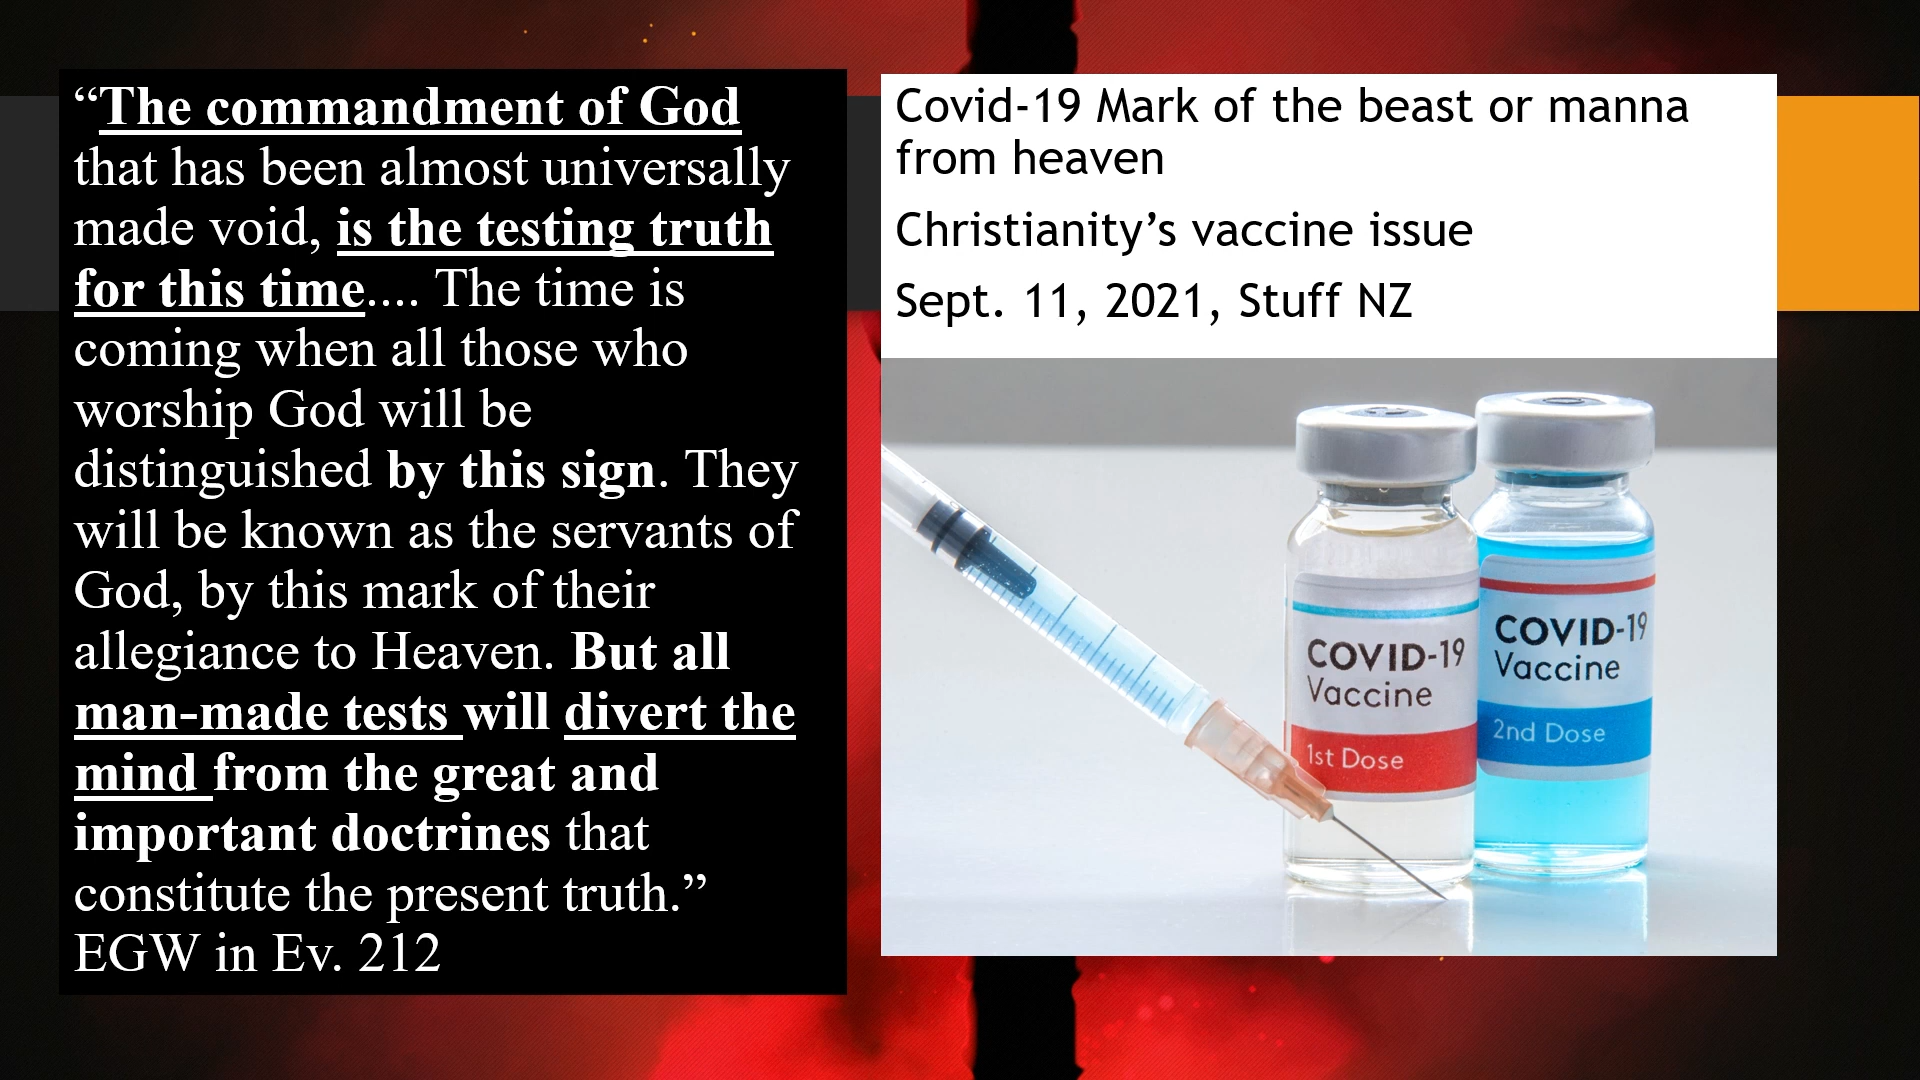 “The commandment of God
that has been almost universally
made void, is the testing truth
for this time.... The time is
coming when all those who
worship God will be
distinguished by this sign. They
will be known as the servants of
God, by this mark of their
allegiance to Heaven. But all
man-made tests will divert the
mind from the great and
important doctrines that
constitute the present truth.”
EGW in Ev. 212
Covid-19 Mark of the beast or manna
from heaven
Christianity’s vaccine issue
Sept. 11, 2021, Stuff NZ
COVID-19
Vaccine
1st Dose
COVID-19
Vaccine
2nd Dose